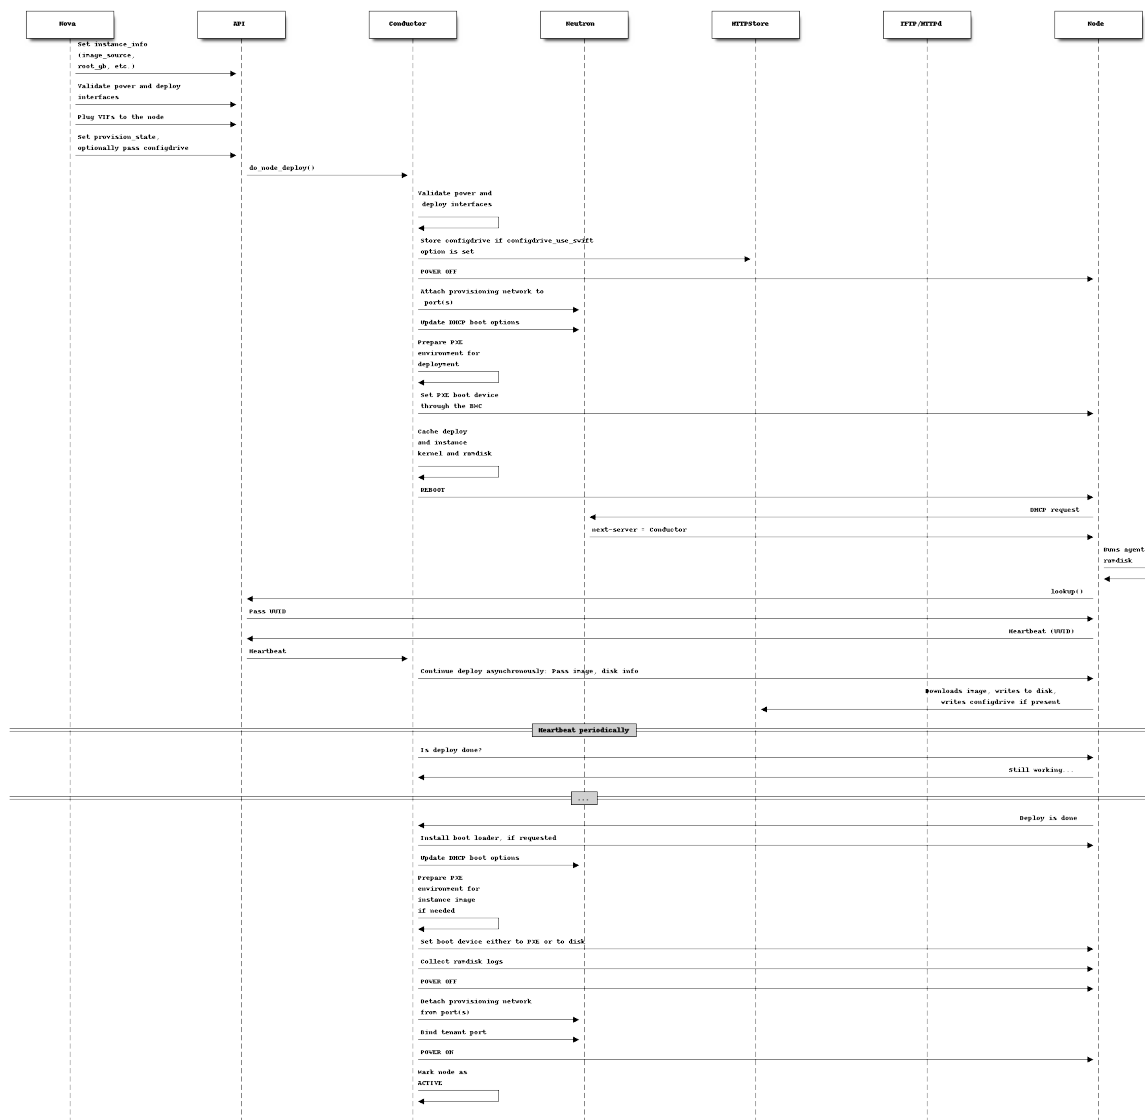 Nova
API
Conductor
Neutron
HTTPStore
TFTP/HTTPd
Node
Set instance_info
(image_source,
root_gb, etc.)
Validate power and deploy
interfaces
Plug VIFs to the node
Set provision_state,
optionally pass configdrive
do_node_deploy()
Validate power and
deploy interfaces
Store configdrive if configdrive_use_swift
option is set
POWER OFF
Attach provisioning network to
port(s)
Update DHCP boot options
Prepare PXE
environment for
deployment
Set PXE boot device
through the BMC
Cache deploy
and instance
kernel and ramdisk
REBOOT
DHCP request
next-server = Conductor
Runs agent
ramdisk
lookup()
Pass UUID
Heartbeat (UUID)
Heartbeat
Continue deploy asynchronously: Pass image, disk info
Downloads image, writes to disk,
writes configdrive if present
Heartbeat periodically
Is deploy done?
Still working...
...
Deploy is done
Install boot loader, if requested
Update DHCP boot options
Prepare PXE
environment for
instance image
if needed
Set boot device either to PXE or to disk
Collect ramdisk logs
POWER OFF
Detach provisioning network
from port(s)
Bind tenant port
POWER ON
Mark node as
ACTIVE